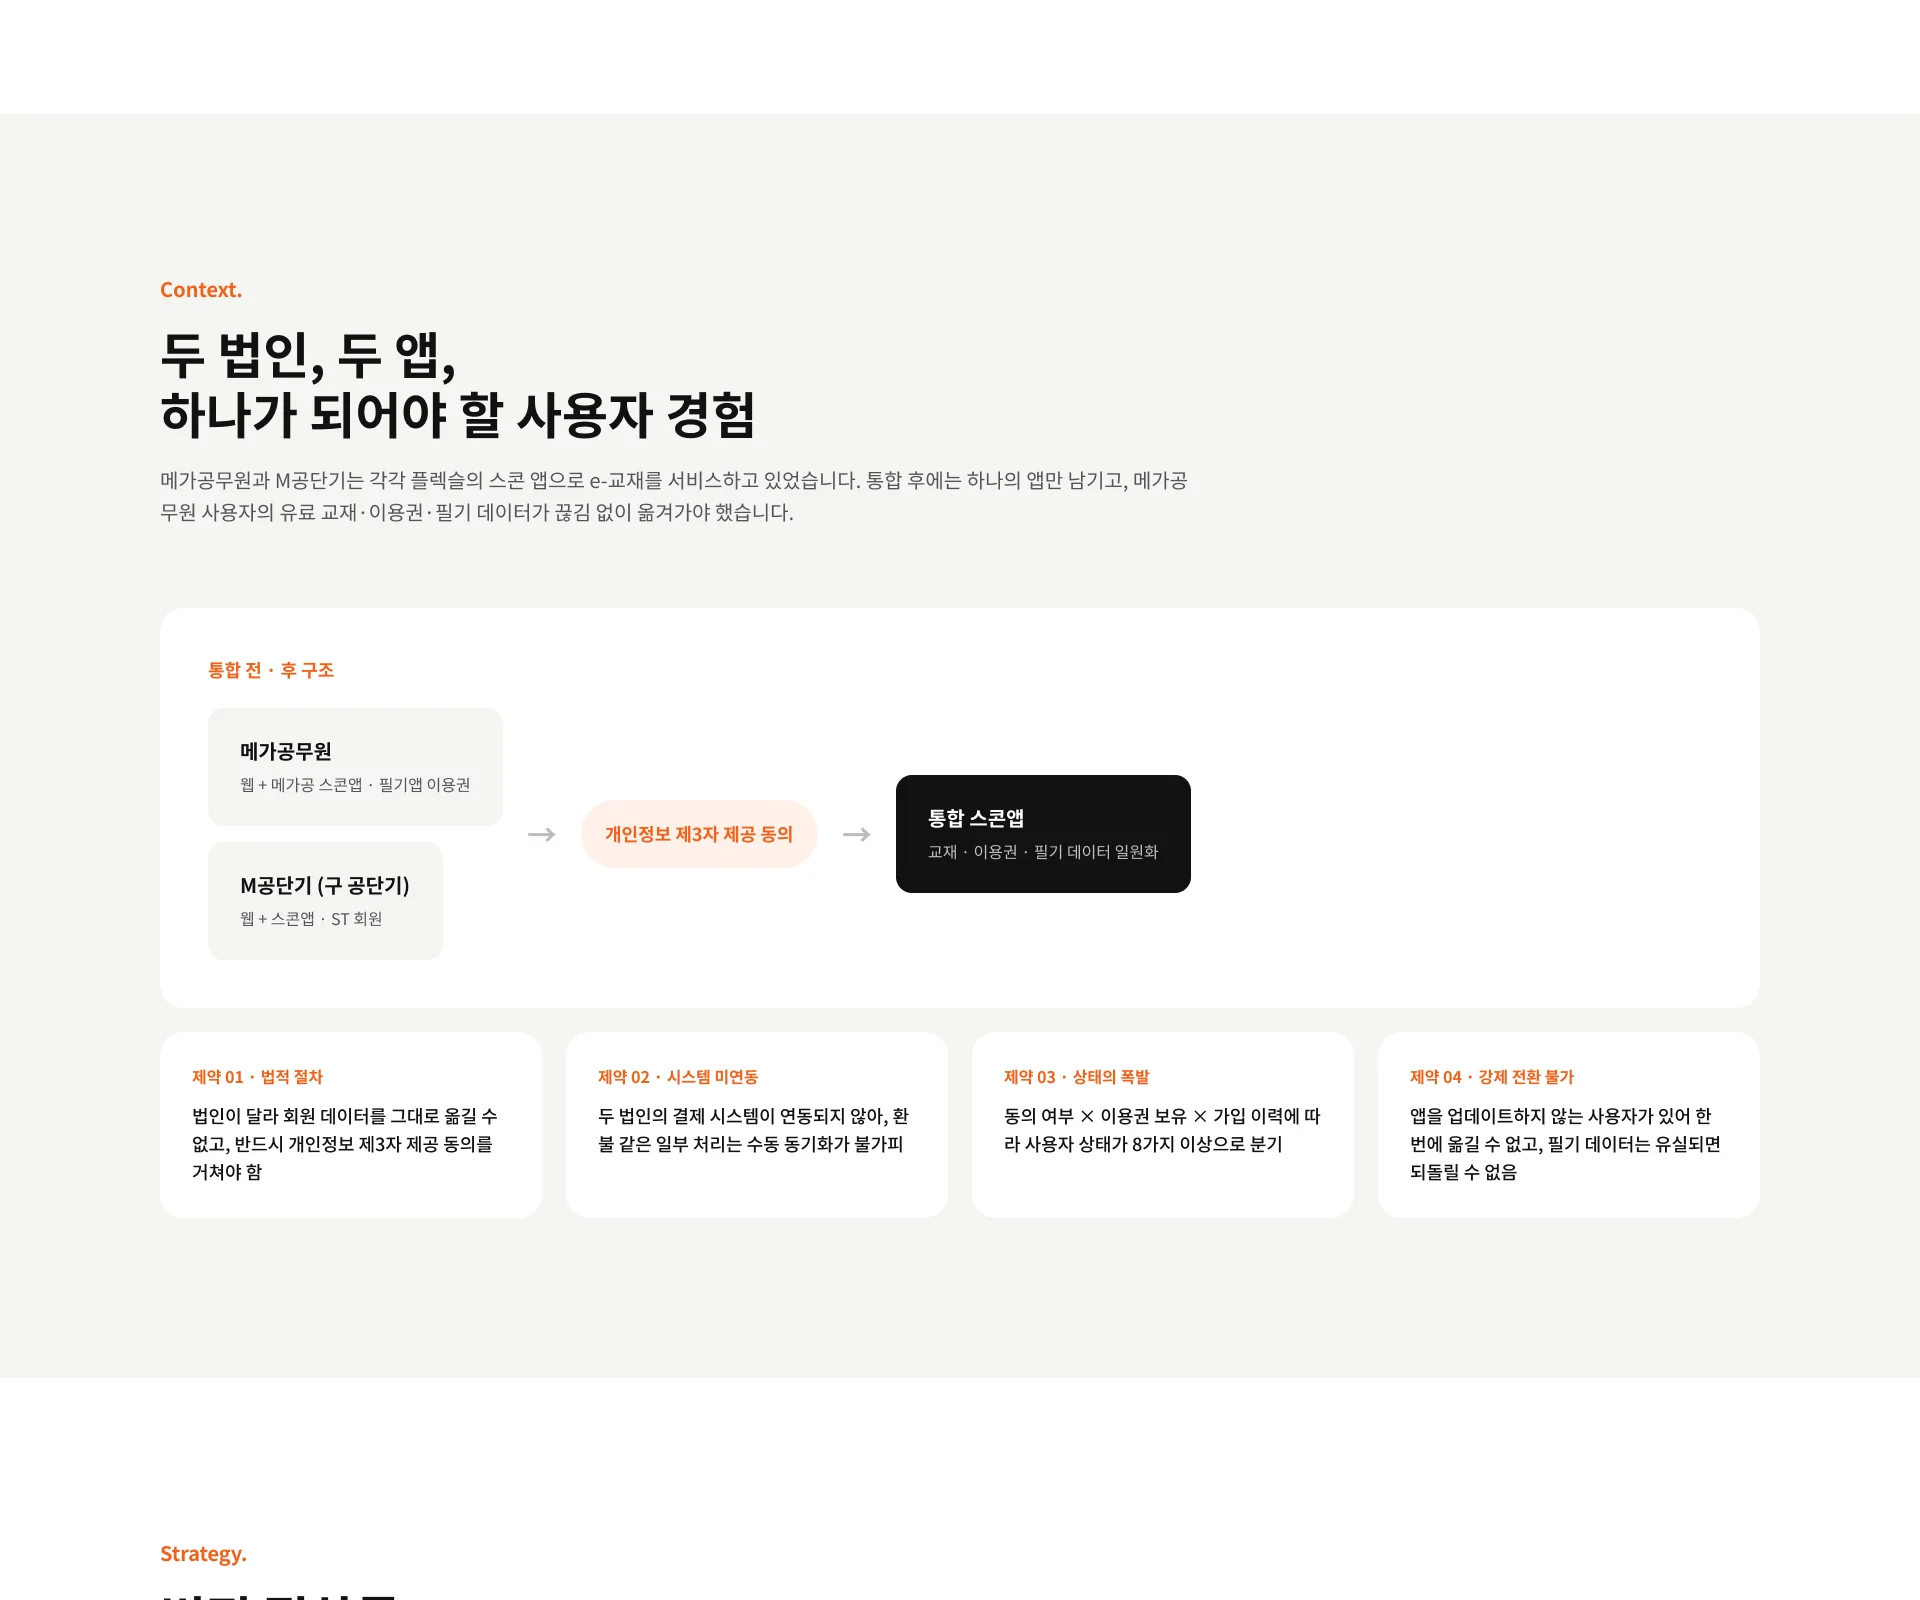 Context.
두 법인, 두 앱,
하나가 되어야 할 사용자 경험
메가공무원과 M공단기는 각각 플렉슬의 스콘 앱으로 e-교재를 서비스하고 있었습니다. 통합 후에는 하나의 앱만 남기고, 메가공
무원 사용자의 유료 교재·이용권·필기 데이터가 끊김 없이 옮겨가야 했습니다.
통합 전 · 후 구조
메가공무원
웹 + 메가공 스콘앱 · 필기앱 이용권
M공단기 (구 공단기)
웹 + 스콘앱 · ST 회원
→
개인정보 제3자 제공 동의
→
통합 스콘앱
교재 · 이용권 · 필기 데이터 일원화
제약 01 · 법적 절차
법인이 달라 회원 데이터를 그대로 옮길 수
없고, 반드시 개인정보 제3자 제공 동의를
거쳐야 함
제약 02 · 시스템 미연동
두 법인의 결제 시스템이 연동되지 않아, 환
불 같은 일부 처리는 수동 동기화가 불가피
제약 03 · 상태의 폭발
동의 여부 × 이용권 보유 × 가입 이력에 따
라 사용자 상태가 8가지 이상으로 분기
제약 04 · 강제 전환 불가
앱을 업데이트하지 않는 사용자가 있어 한
번에 옮길 수 없고, 필기 데이터는 유실되면
되돌릴 수 없음
Strategy.